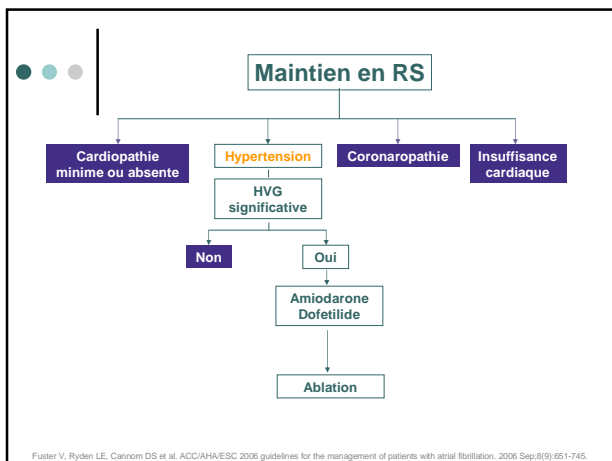 Maintien en RS
Cardiopathie
minime ou absente
Hypertension
Coronaropathie
Insuffisance
cardiaque
HVG
significative
Non
Oui
Amiodarone
Dofetilide
Ablation
Fuster V, Ryden LE, Cannom DS et al. ACC/AHA/ESC 2006 guidelines for the management of patients with atrial fibrillation. 2006 Sep;8(9):651-745.